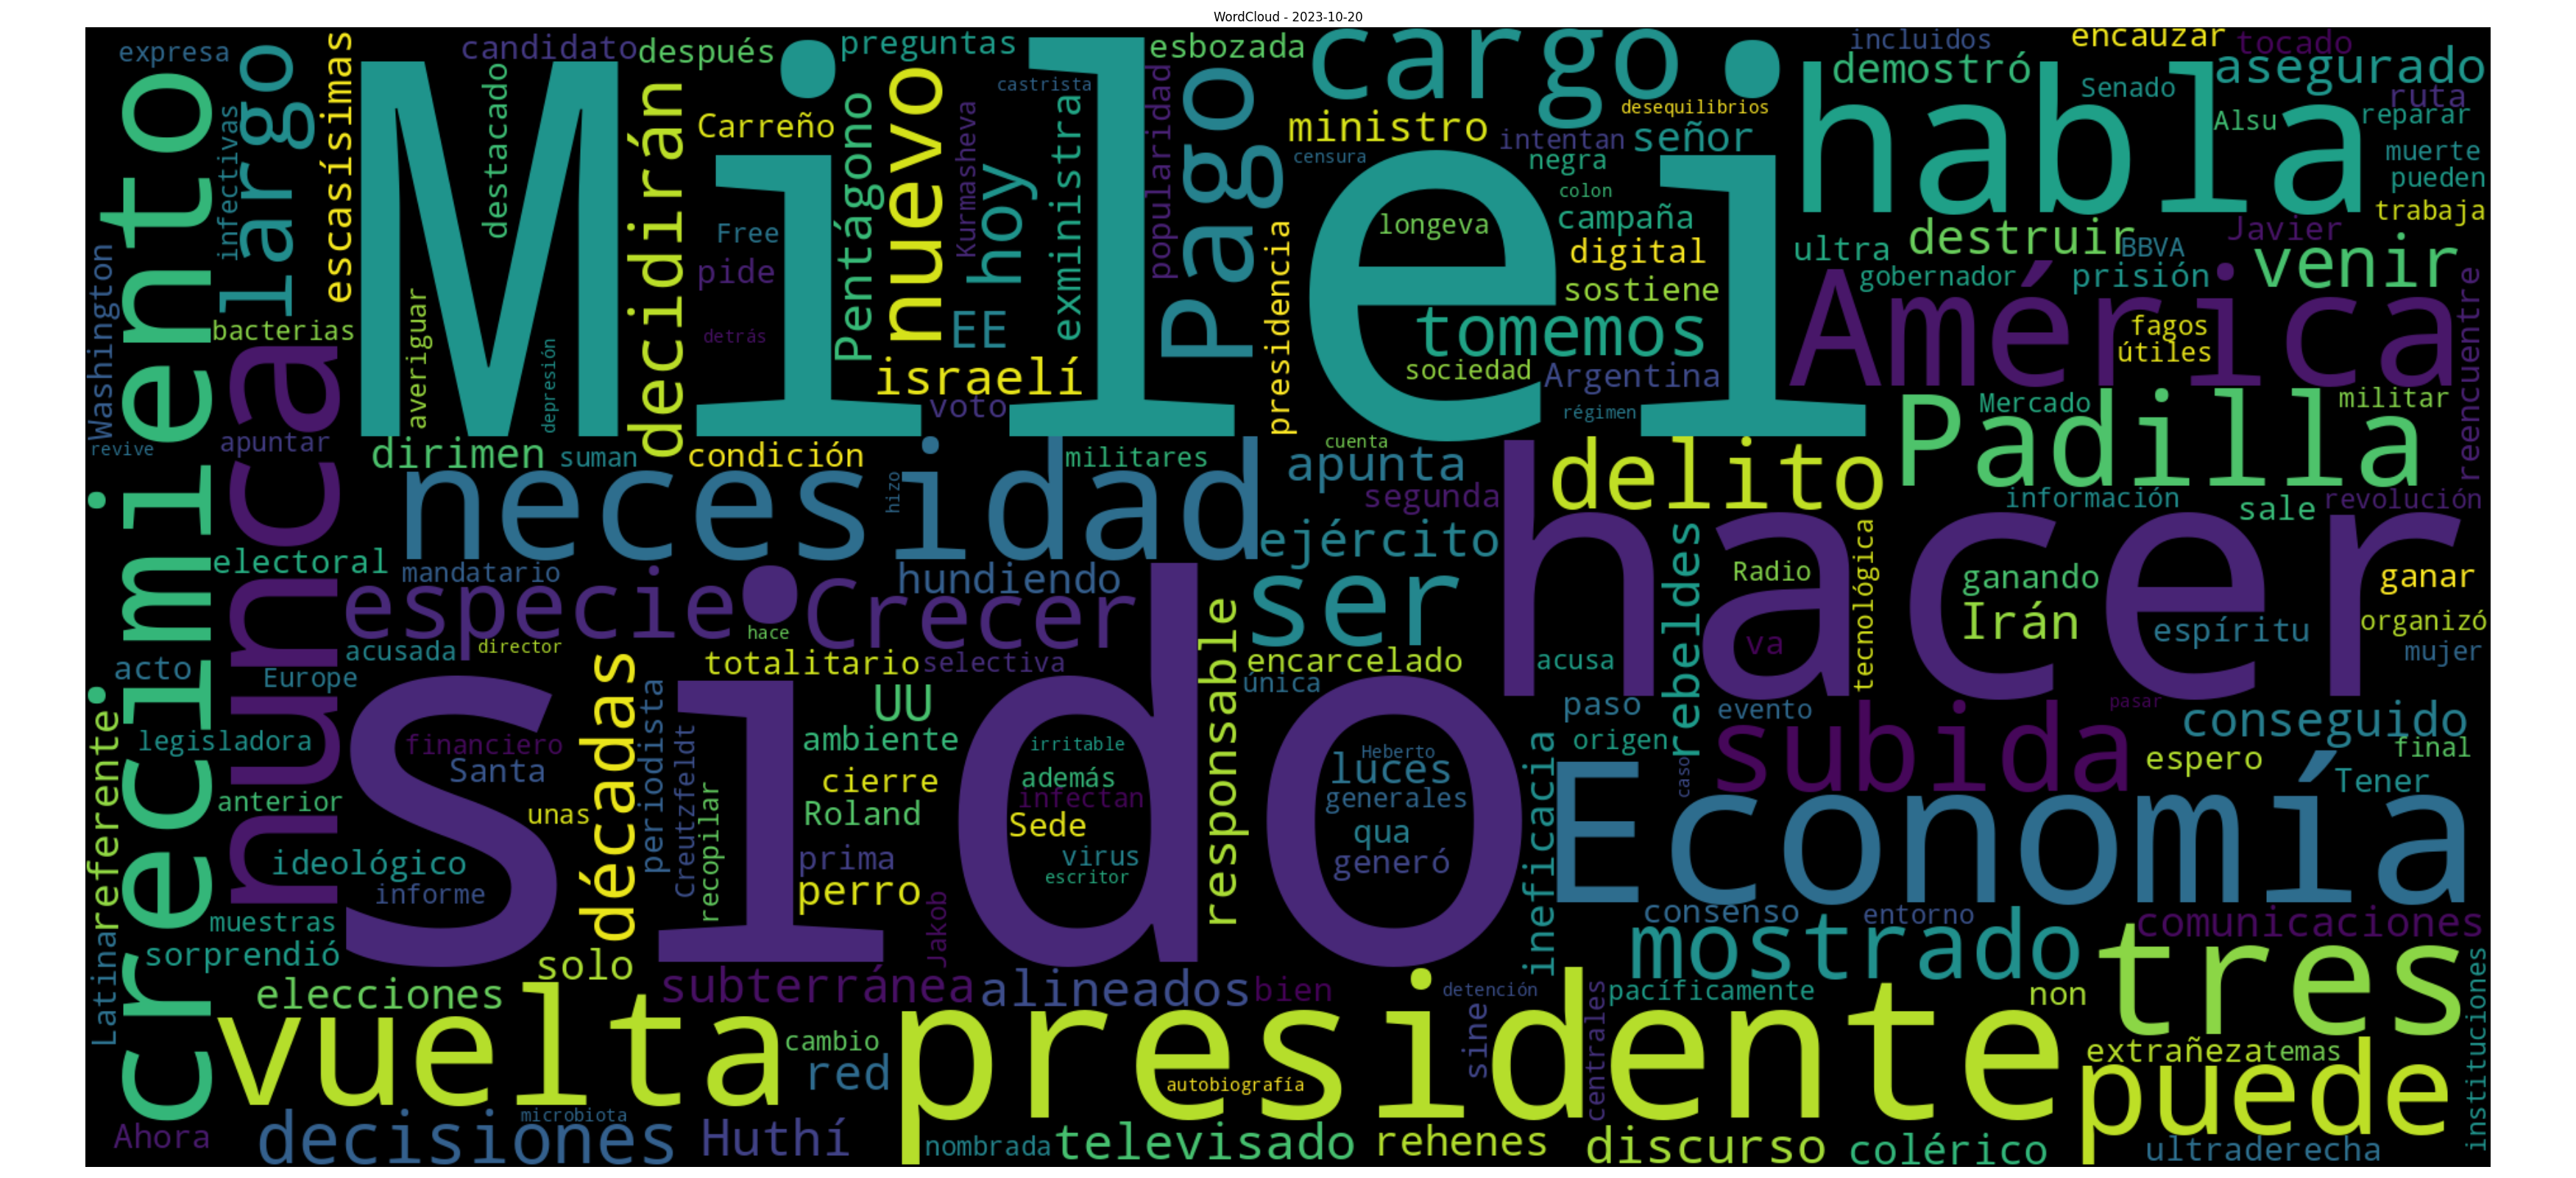 WordCloud - 2023-10-20
expresa
largo
escasísimas
candidato
después
preguntas
esbozada
cargo
incluidos
encauzar
tocado
crecimiento
infectivas
Milei
destacado
decidirán
Carreño
Pentágono
nuevo
castrista
Kurmasheva
hoy
exministra
popularidad
Pago
ministro
desequilibrios
intentan
señor
demostró
Senado
asegurado
ruta
habla
Alsu
reparar
censura
negra
colon
muerte
pueden
trabaja
Free
pide
longeva
campaña
digital
ultra
destruir
BBVA
Javier
Washington
averiguar
depresión
detrás
EE
presidencia
sostiene
gobernador
prisión
venir
bacterias
israelí
tomemos
América
fagos
útiles
reencuentre
nunca
voto
sociedad
Argentina
régimen
Padilla
Mercado
militar
revive
apuntar
dirimen
suman
condición
militares
cuenta
apunta
delito
necesidad
hizo
segunda
información
sale
revolución
ejército
hacer
electoral
mandatario
hundiendo
ser
rebeldes
Radio
tecnológica
ganando
ganar
especie
Crecer
Irán
espíritu
organizó
hace
responsable
acto
acusada
director
totalitario
selectiva
encarcelado
acusa
va
mujer
Europe
sido
décadas
periodista
UU
única
paso
evento
pasar
referente
legisladora
financiero
Creutzfeldt
ambiente
irritable
Heberto
origen
subida
conseguido
final
Santa
cierre
además
luces
ineficacia
caso
espero
Tener
anterior
unas
recopilar
Roland
infectan
generales
Economía
Sede
qua
ideológico
prima
virus
generó
informe
perro
escritor
muestras
Jakob
consenso
entorno
comunicaciones
Latina
sorprendió
solo
mostrado
tres
elecciones
subterránea
alineados
bien
detención
sine
centrales
pacíficamente
non
instituciones
vuelta
cambio
presidente
extrañeza
temas
red
autobiografía
puede
Ahora
decisiones
microbiota
Huthí
nombrada
televisado
rehenes
discurso
colérico
ultraderecha